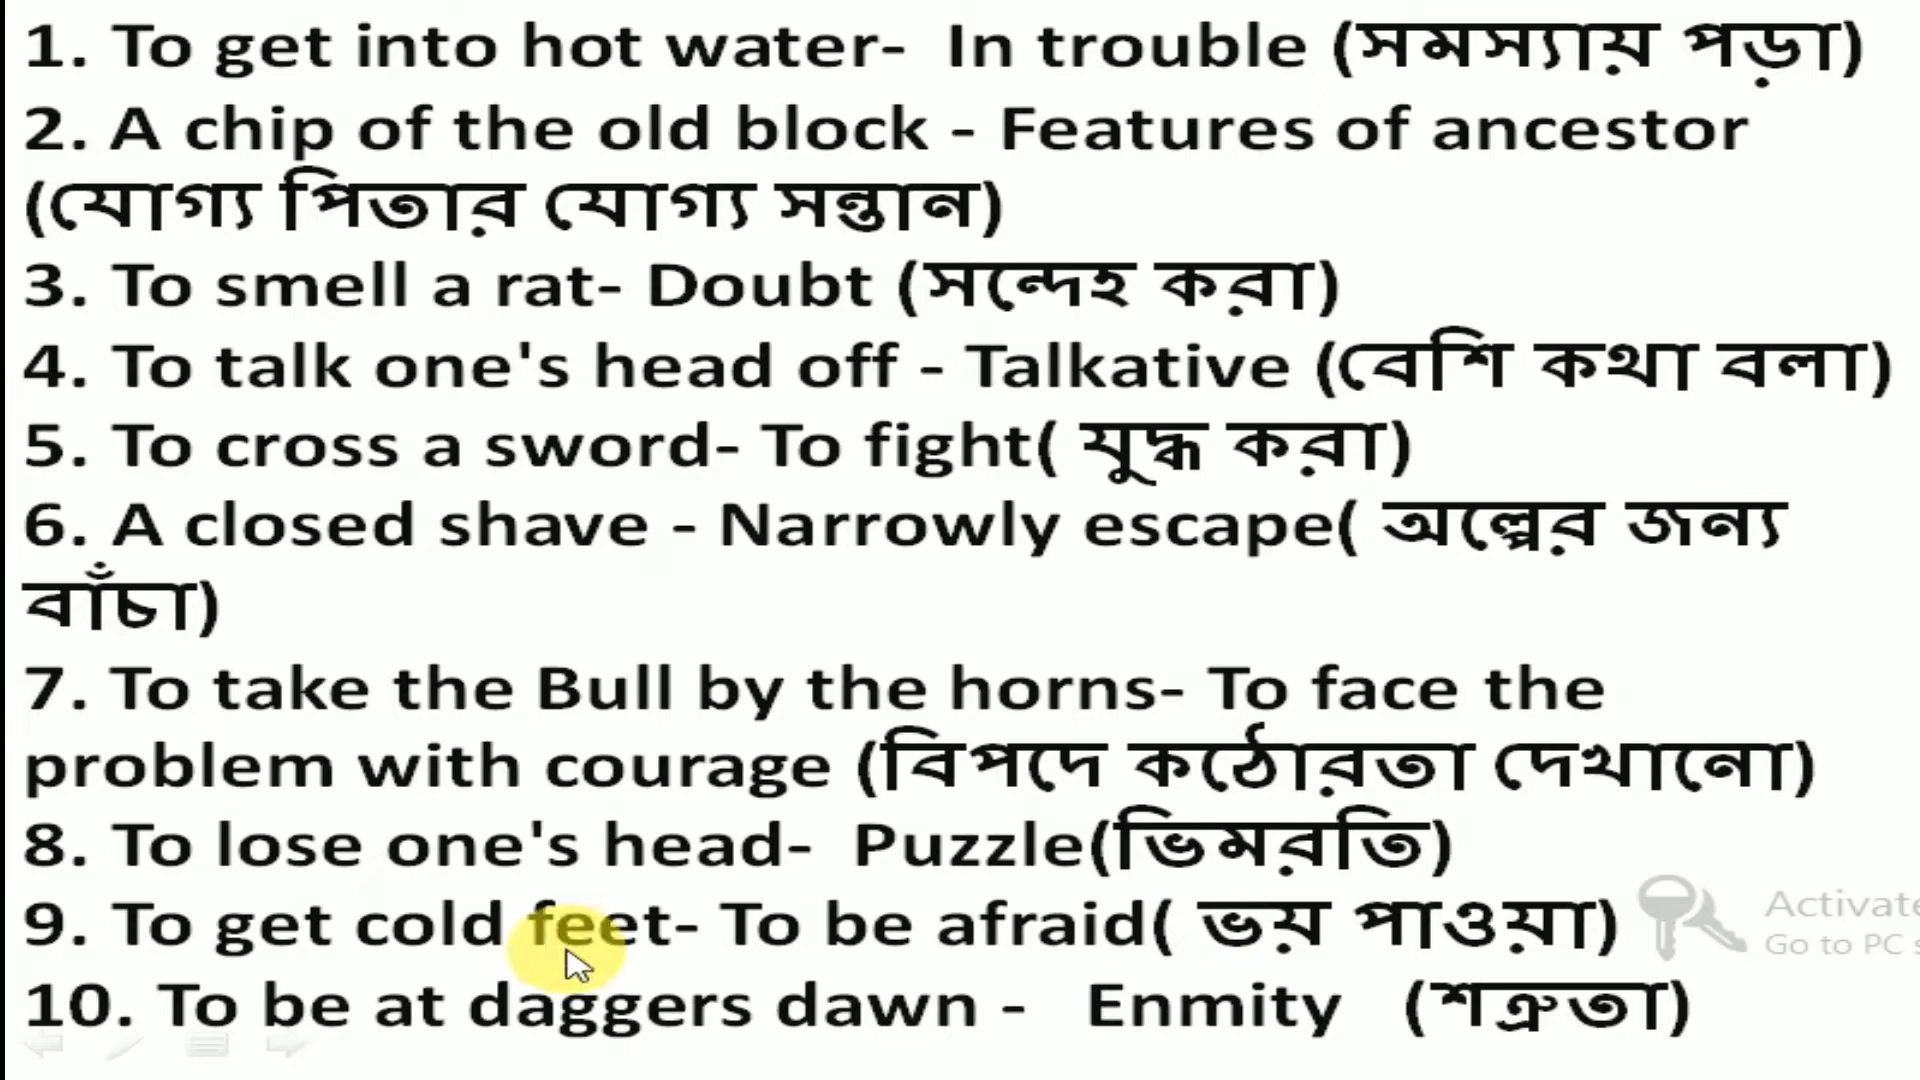 1. To get into hot water-  In trouble (সমস্যায় পড়া)
2. A chip of the old block - Features of ancestor
(যোগ্য পিতার যোগ্য সন্তান)
3. To smell a rat- Doubt (সন্দেহ করা)
4. To talk one's head off - Talkative (বেশি কথা বলা)
5. To cross a sword- To fight( যুদ্ধ করা)
6. A closed shave - Narrowly escape( অল্পের জন্য
বাঁচা)
7. To take the Bull by the horns- To face the
problem with courage (বিপদে কঠোরতা দেখানো)
8. To lose one's head-  Puzzle(ভিমরতি)
9. To get cold feet- To be afraid( ভয় পাওয়া)
10. To be at daggers dawn -   Enmity   (শত্রুতা)
Activate
Go to PC s